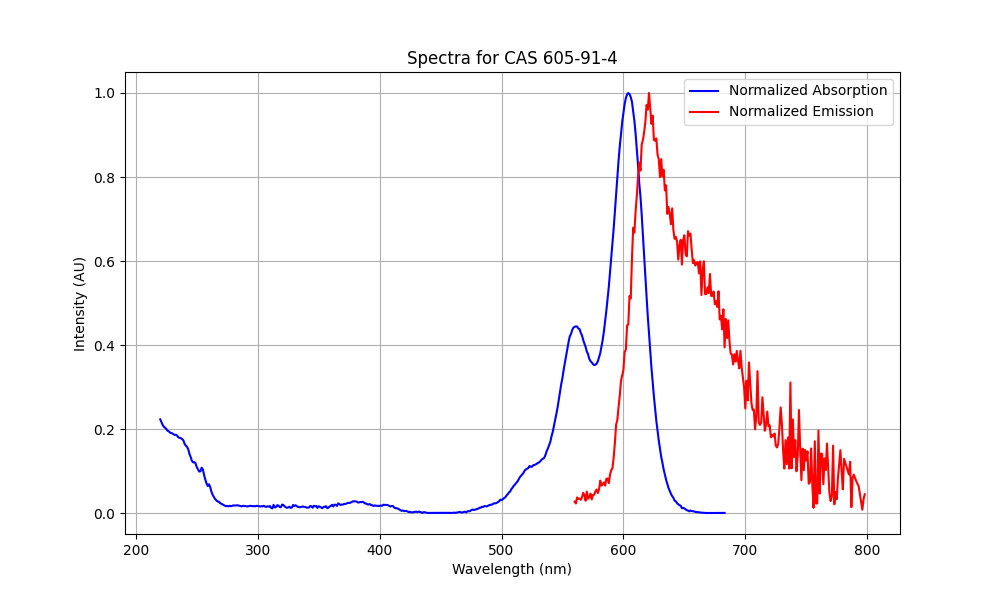 Spectra for CAS 605-91-4
Normalized Absorption
Normalized Emission
Intensity (AU)
1.0
0.8
0.6
0.4
0.2
0.0
200 300 400 500 600 700 800
Wavelength (nm)